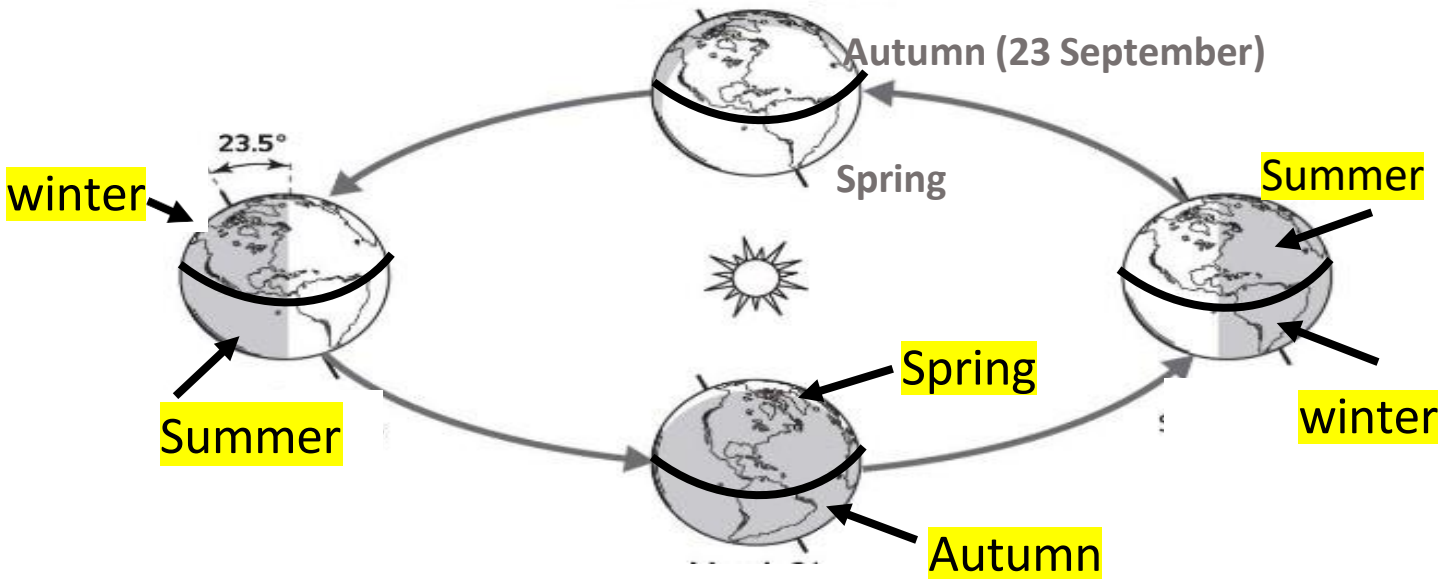 Autumn (23 September)
23.5°
winter
Spring
Summer
Spring
winter
Summer
Autumn